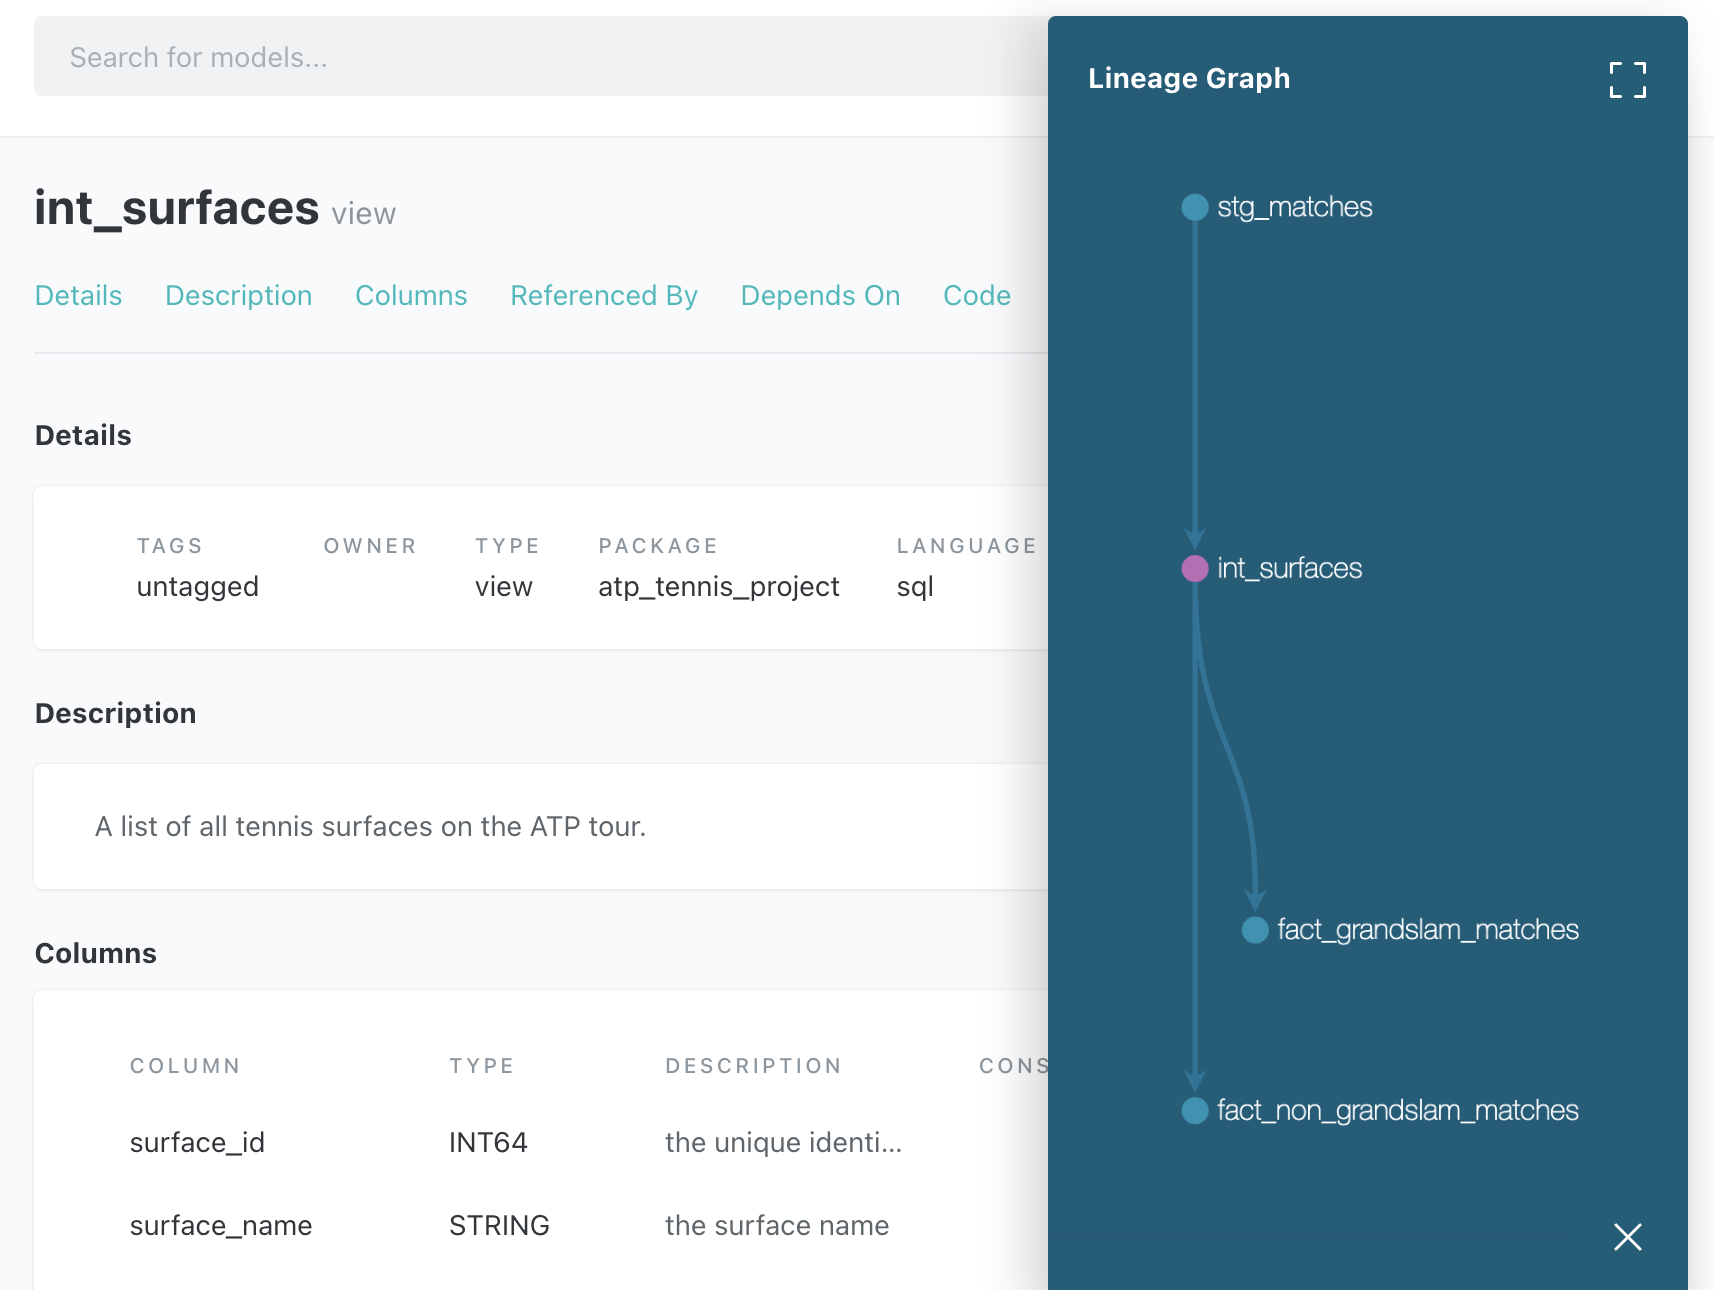 Search for models...
int_surfaces view
Details Description Columns Referenced By Depends On Code
Details
TAGS OWNER TYPE PACKAGE LANGUAGE
untagged view atp_tennis_project sql
Description
A list of all tennis surfaces on the ATP tour.
Columns
COLUMN TYPE DESCRIPTION CONS
surface_id INT64 the unique identi...
surface_name STRING the surface name
Lineage Graph
stg_matches
int_surfaces
fact_grandslam_matches
fact_non_grandslam_matches